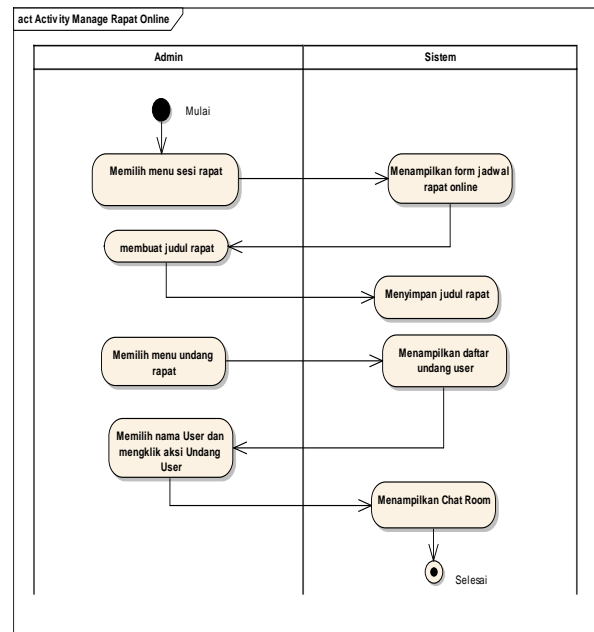 act Activity Manage Rapat Online
Admin
Sistem
Mulai
Memilih menu sesi rapat
Menampilkan form jadwal
rapat online
membuat judul rapat
Menyimpan judul rapat
Memilih menu undang
rapat
Menampilkan daftar
undang user
Memilih nama User dan
mengklik aksi Undang
User
Menampilkan Chat Room
Selesai